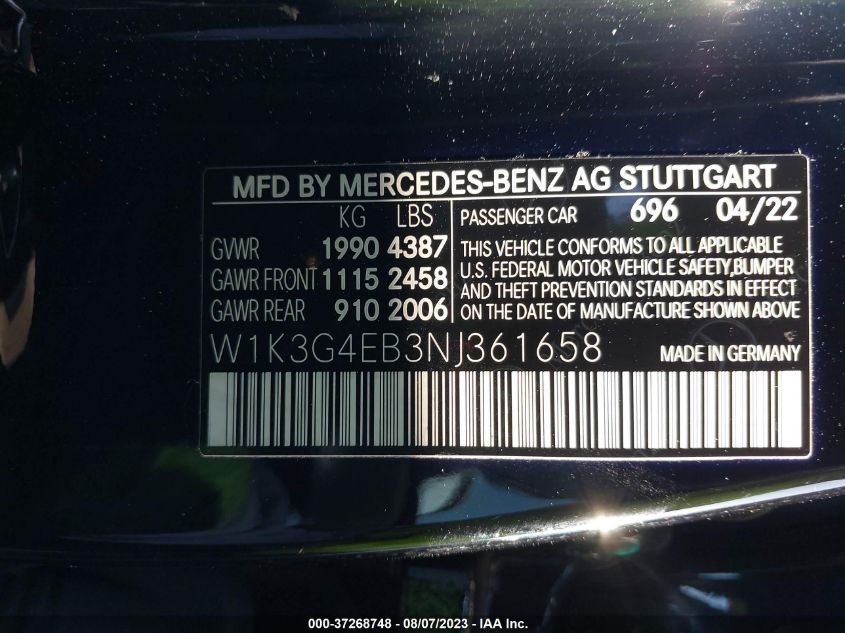 MFD BY MERCEDES-BENZ AG STUTTGART
KG LBS
GVWR 1990 4387
GAWR FRONT 1115 2458
GAWR REAR 910 2006
PASSENGER CAR 696 04/22
THIS VEHICLE CONFORMS TO ALL APPLICABLE
U.S. FEDERAL MOTOR VEHICLE SAFETY,BUMPER
AND THEFT PREVENTION STANDARDS IN EFFECT
ON THE DATE OF MANUFACTURE SHOWN ABOVE
W1K3G4EB3NJ361658
MADE IN GERMANY
000-37268748 - 08/07/2023 - IAA Inc.